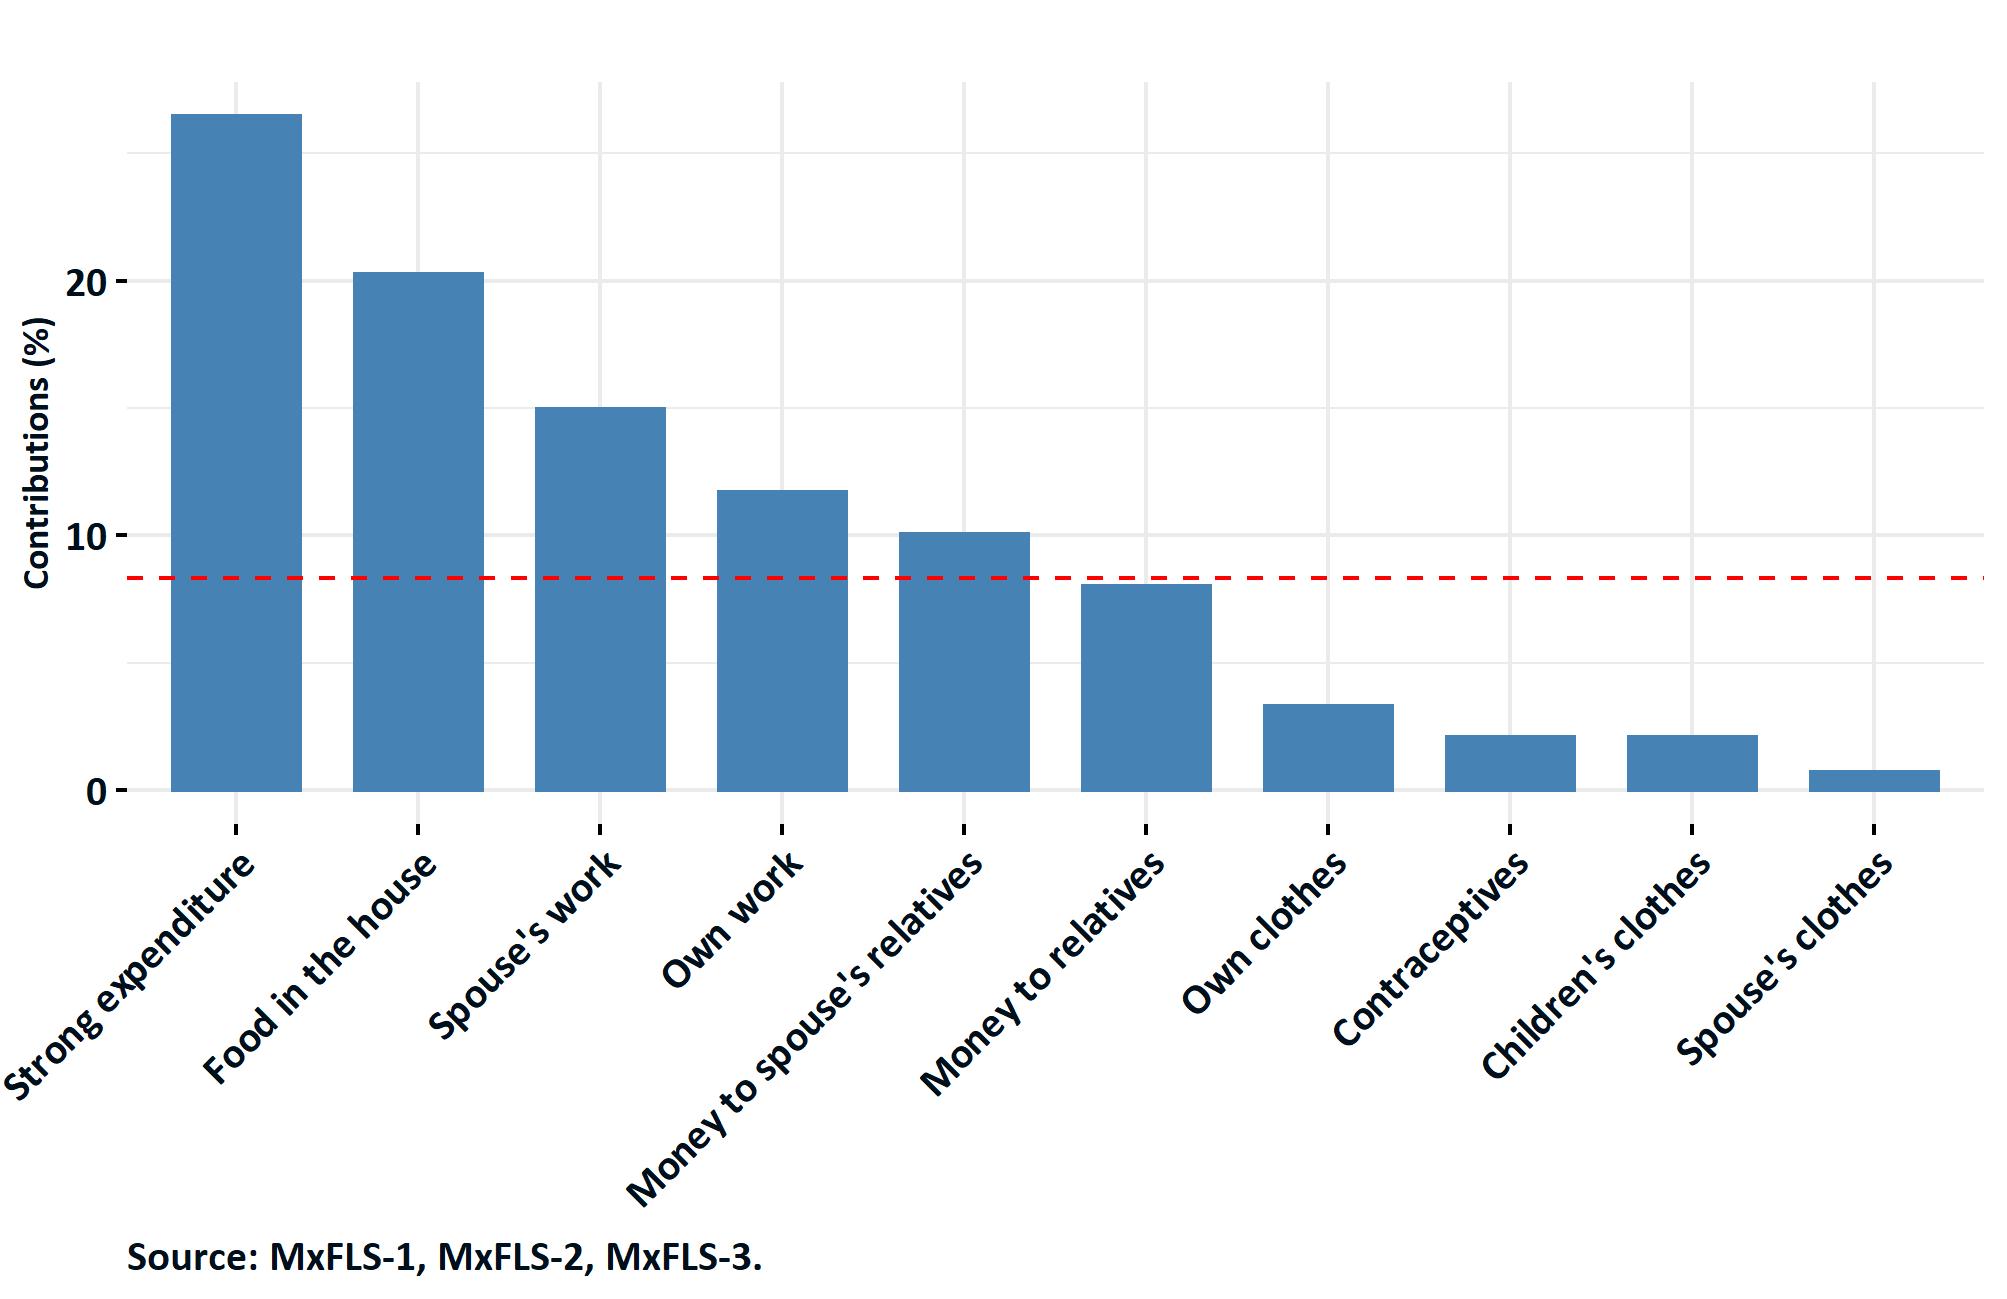 Contributions (%)
20
10
0
Strong expenditure
Food in the house
Spouse's work
Own work
Money to spouse's relatives
Money to relatives
Own clothes
Contraceptives
Children's clothes
Spouse's clothes
Source: MxFLS-1, MxFLS-2, MxFLS-3.